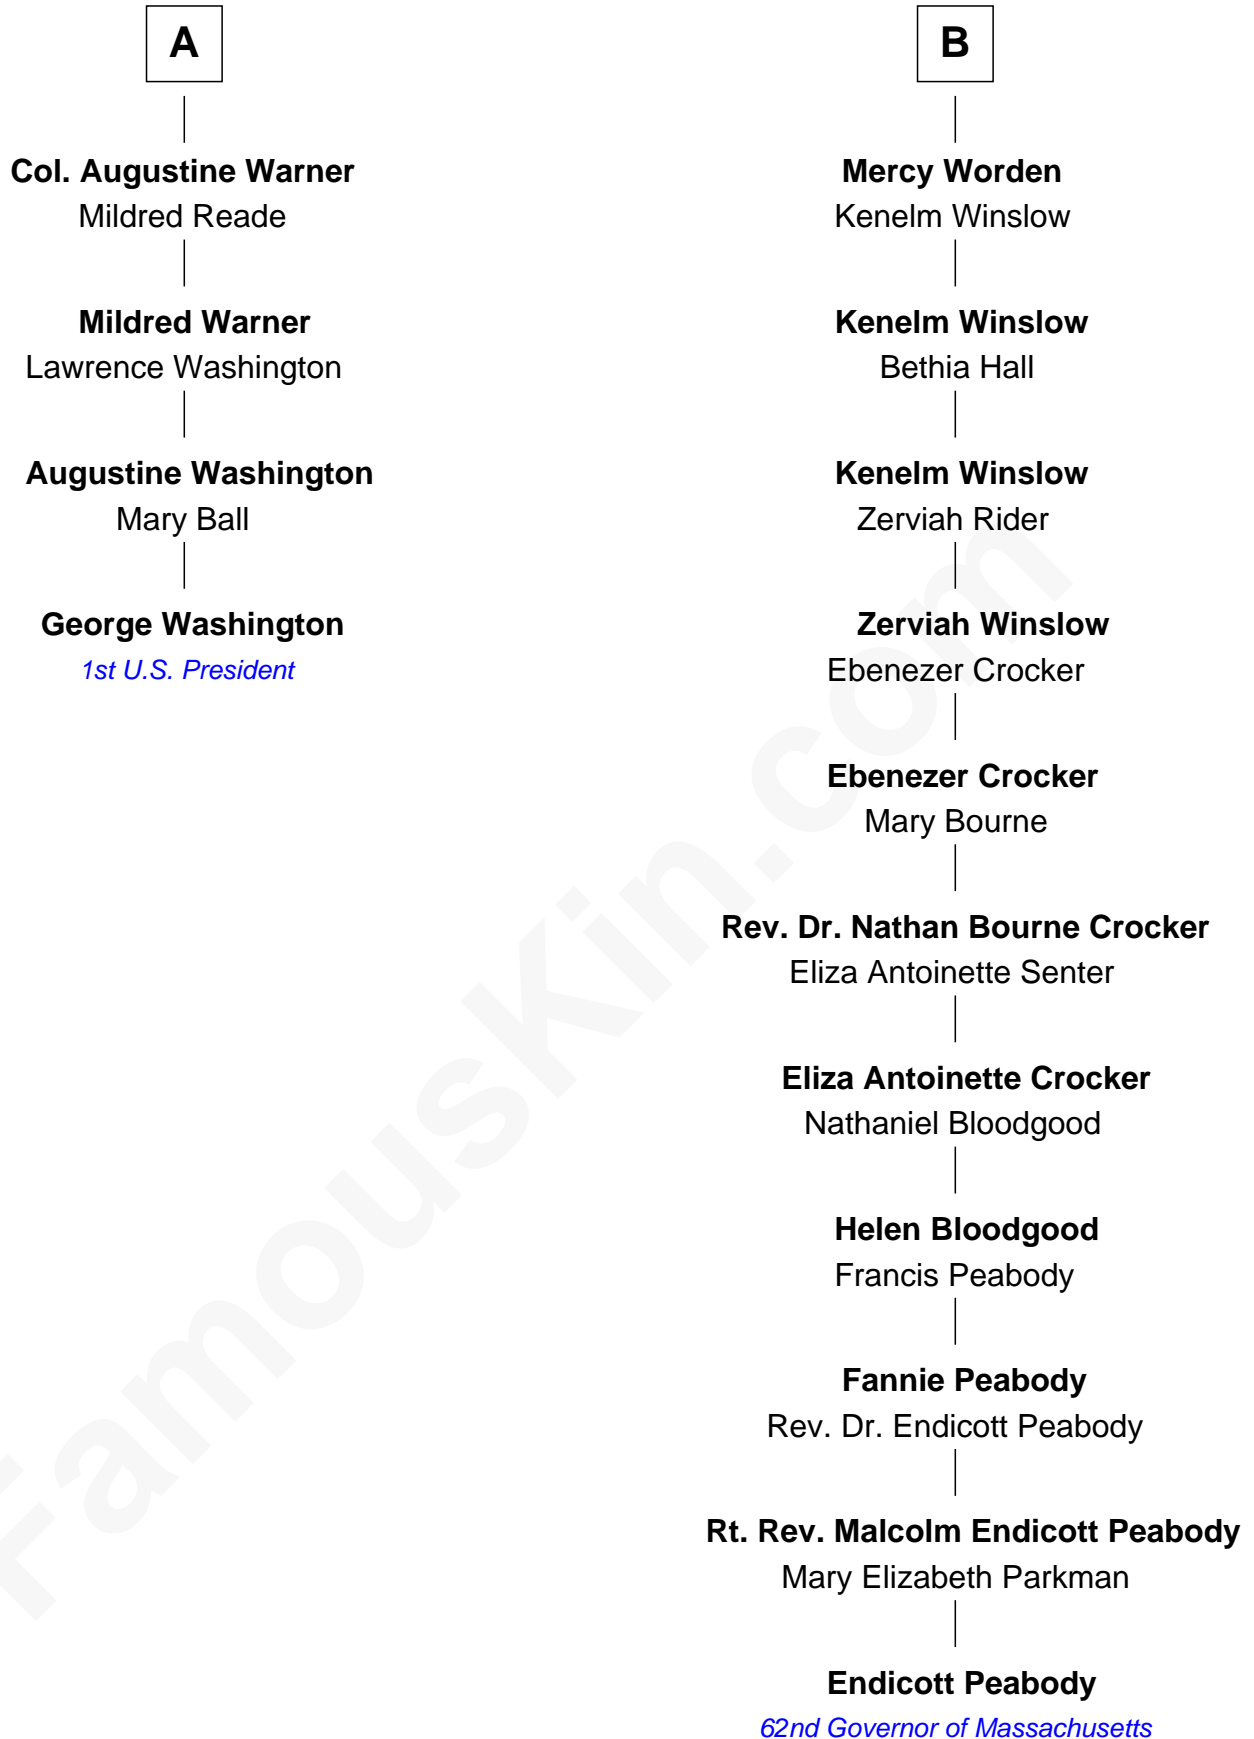 A
Col. Augustine Warner
Mildred Reade
Mildred Warner
Lawrence Washington
Augustine Washington
Mary Ball
George Washington
1st U.S. President
B
Mercy Worden
Kenelm Winslow
Kenelm Winslow
Bethia Hall
Kenelm Winslow
Zerviah Rider
Zerviah Winslow
Ebenezer Crocker
Ebenezer Crocker
Mary Bourne
Rev. Dr. Nathan Bourne Crocker
Eliza Antoinette Senter
Eliza Antoinette Crocker
Nathaniel Bloodgood
Helen Bloodgood
Francis Peabody
Fannie Peabody
Rev. Dr. Endicott Peabody
Rt. Rev. Malcolm Endicott Peabody
Mary Elizabeth Parkman
Endicott Peabody
62nd Governor of Massachusetts
FamousKin.com